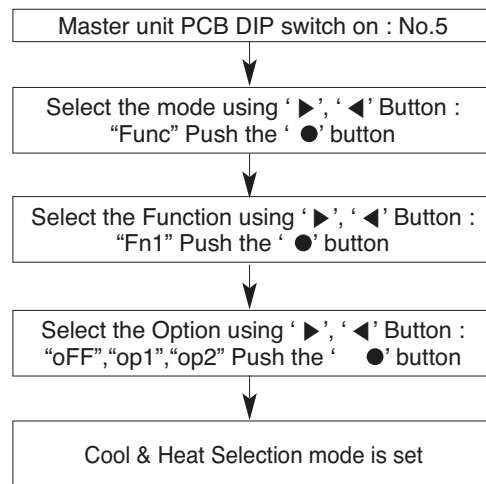 Master unit PCB DIP switch on : No.5
Select the mode using ‘ ▶’, ‘ ◀’ Button :
“Func” Push the ‘ ●’ button
Select the Function using ‘ ▶’, ‘ ◀’ Button :
“Fn1” Push the ‘ ●’ button
Select the Option using ‘ ▶’, ‘ ◀’ Button :
“oFF”,“op1”,“op2” Push the ‘ ●’ button
Cool & Heat Selection mode is set